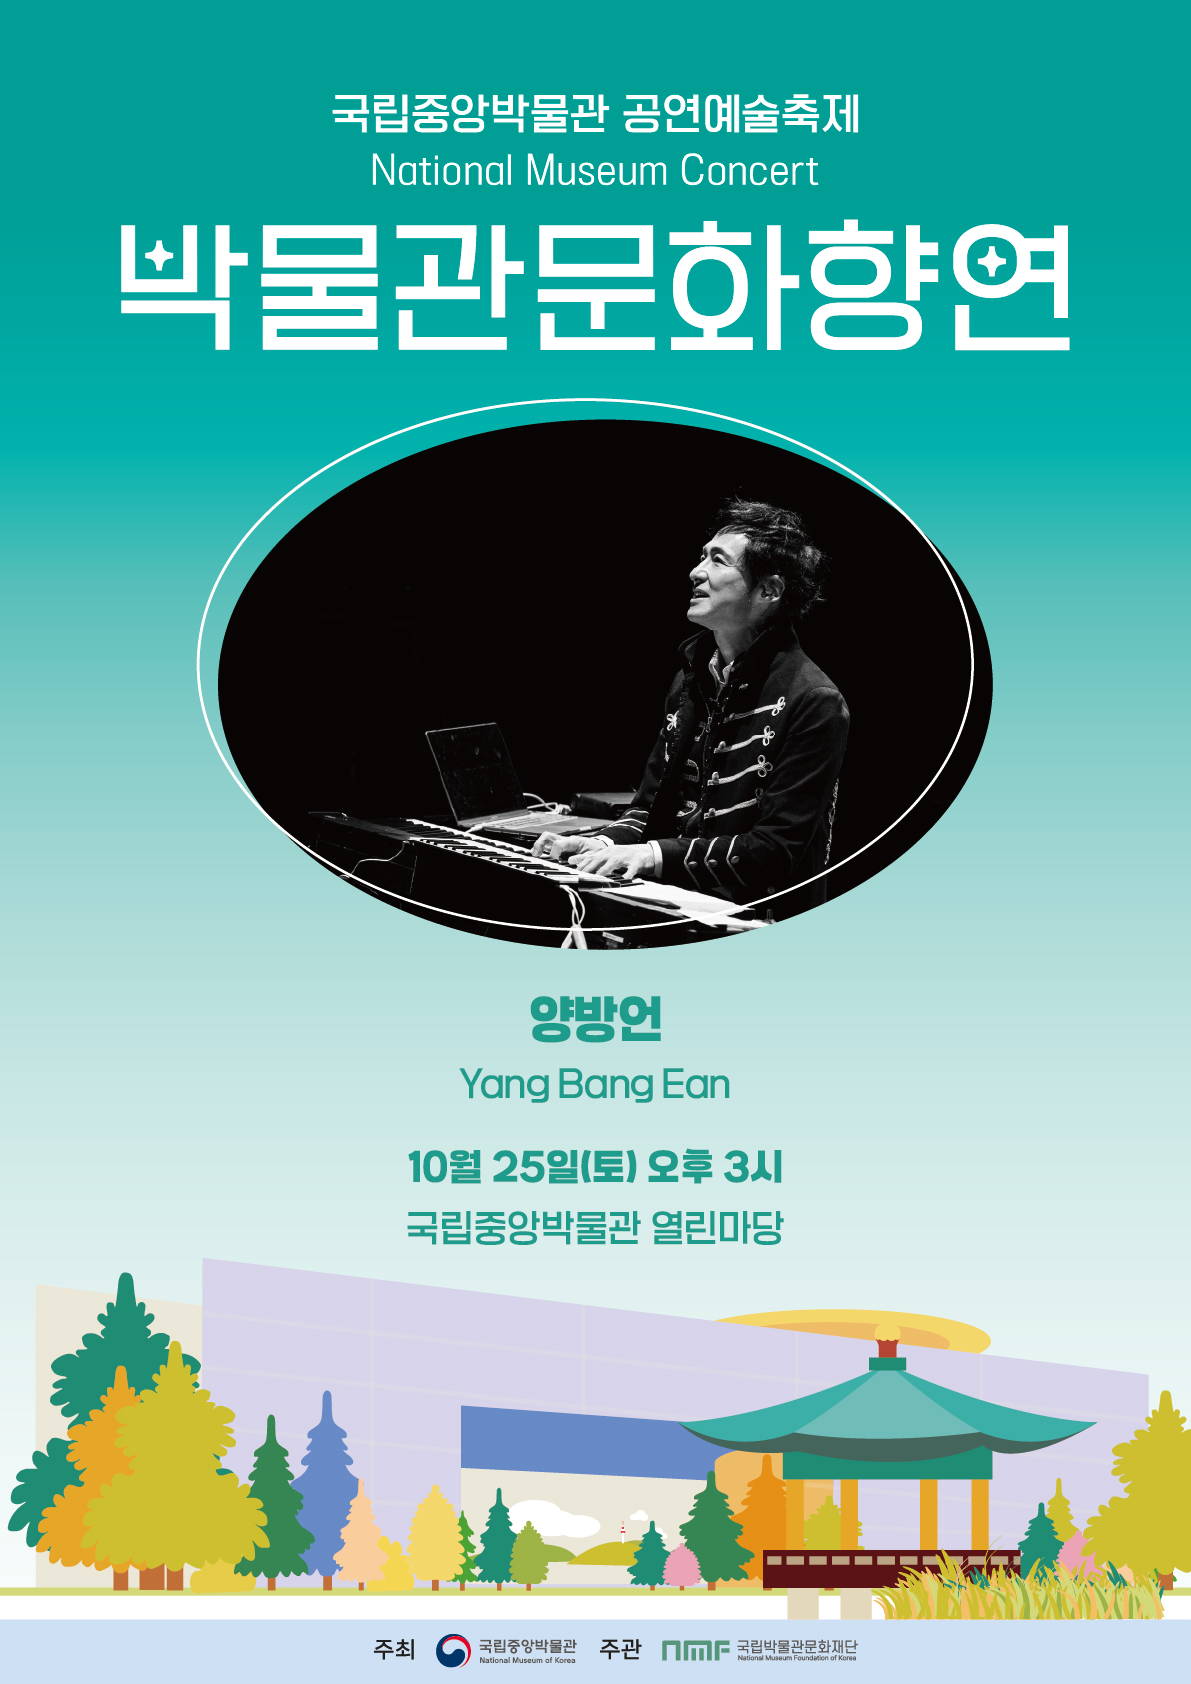 국립중앙박물관 공연예술축제
National Museum Concert
박물관문화향연
양방언
Yang Bang Ean
10월 25일(토) 오후 3시
국립중앙박물관 열린마당
주최 국립중앙박물관 주관 nmf 국립박물관문화재단
National Museum of Korea National Museum Foundation of Korea